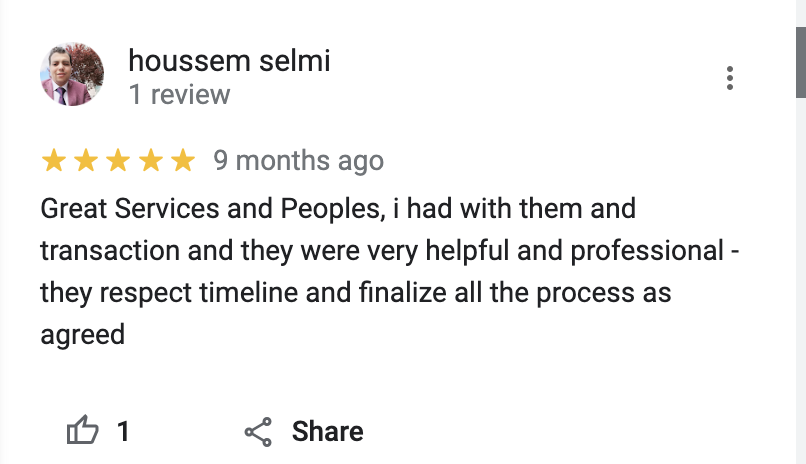 houssem selmi
1 review
9 months ago
Great Services and Peoples, i had with them and
transaction and they were very helpful and professional -
they respect timeline and finalize all the process as
agreed
1
Share